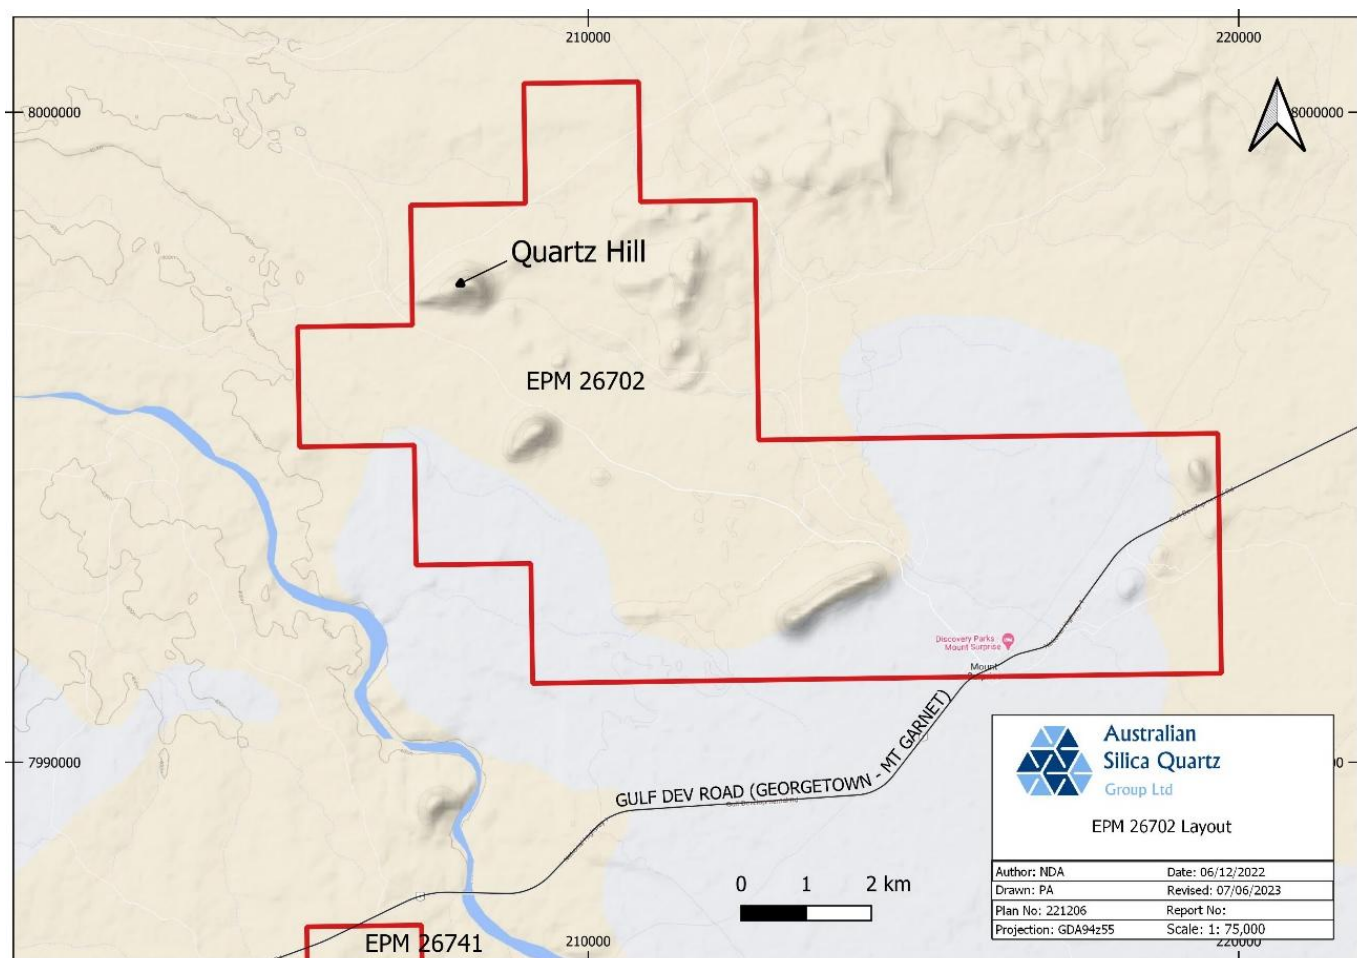 210000
220000
8000000
8000000
Quartz Hill
EPM 26702
Discovery Parks
Mount Surprise
Mount
GULF DEV ROAD (GEORGETOWN - MT GARNET)
7990000
Australian
Silica Quartz
Group Ltd
EPM 26702 Layout
Author: NDA
Date: 06/12/2022
Drawn: PA
Revised: 07/06/2023
Plan No: 221206
Report No:
Projection: GDA94z55
Scale: 1: 75,000
0 1 2 km
EPM 26741
210000
220000